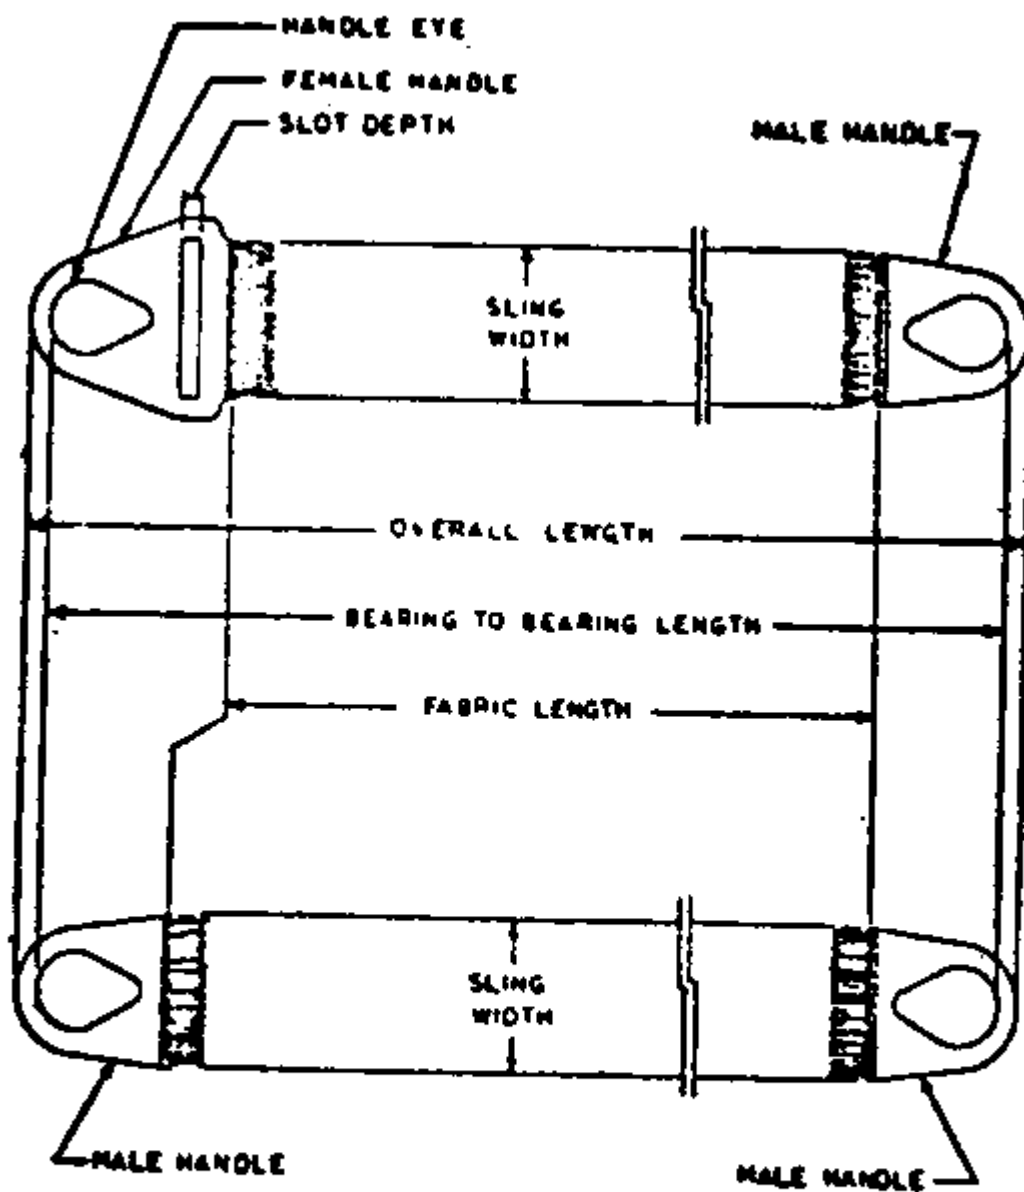 HANDLE EYE
FEMALE HANDLE
SLOT DEPTH
MALE HANDLE
SLING
WIDTH
OVERALL LENGTH
BEARING TO BEARING LENGTH
FABRIC LENGTH
SLING
WIDTH
MALE HANDLE
MALE HANDLE